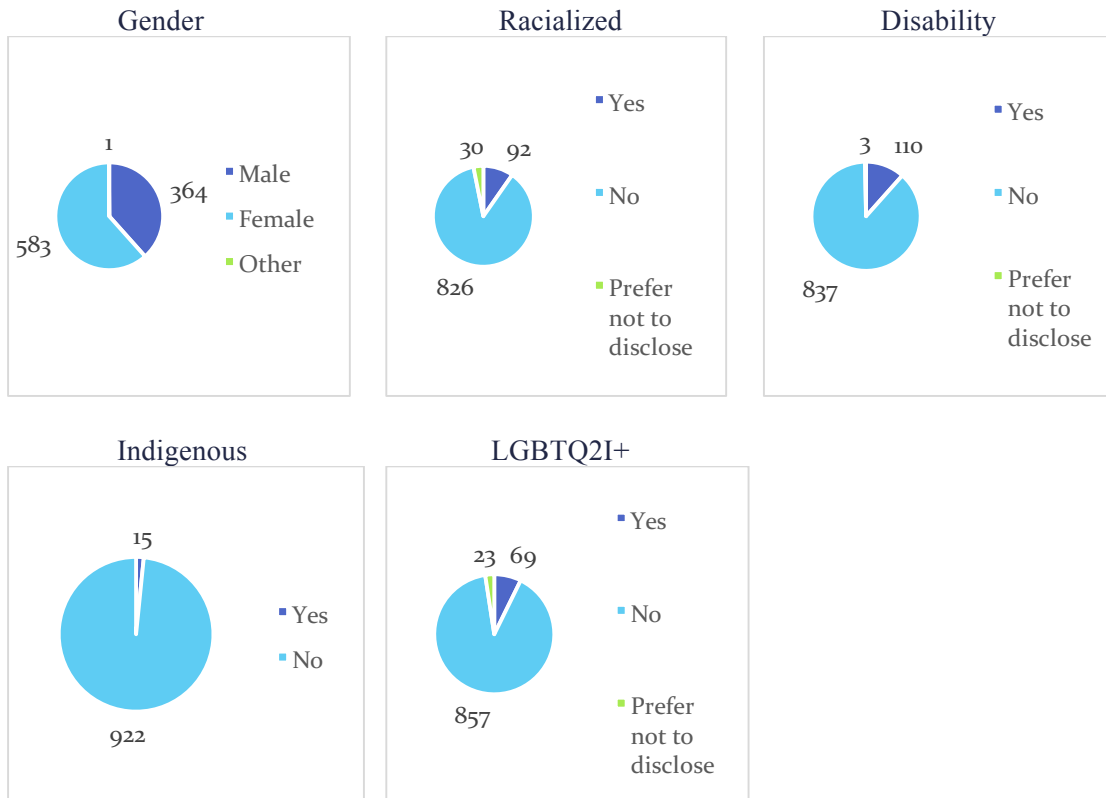 Gender
1
364
583
Male
Female
Other
Racialized
30
92
826
Yes
No
Prefer
not to
disclose
Disability
3
110
837
Yes
No
Prefer
not to
disclose
Indigenous
15
922
Yes
No
LGBTQ2I+
23
69
857
Yes
No
Prefer
not to
disclose